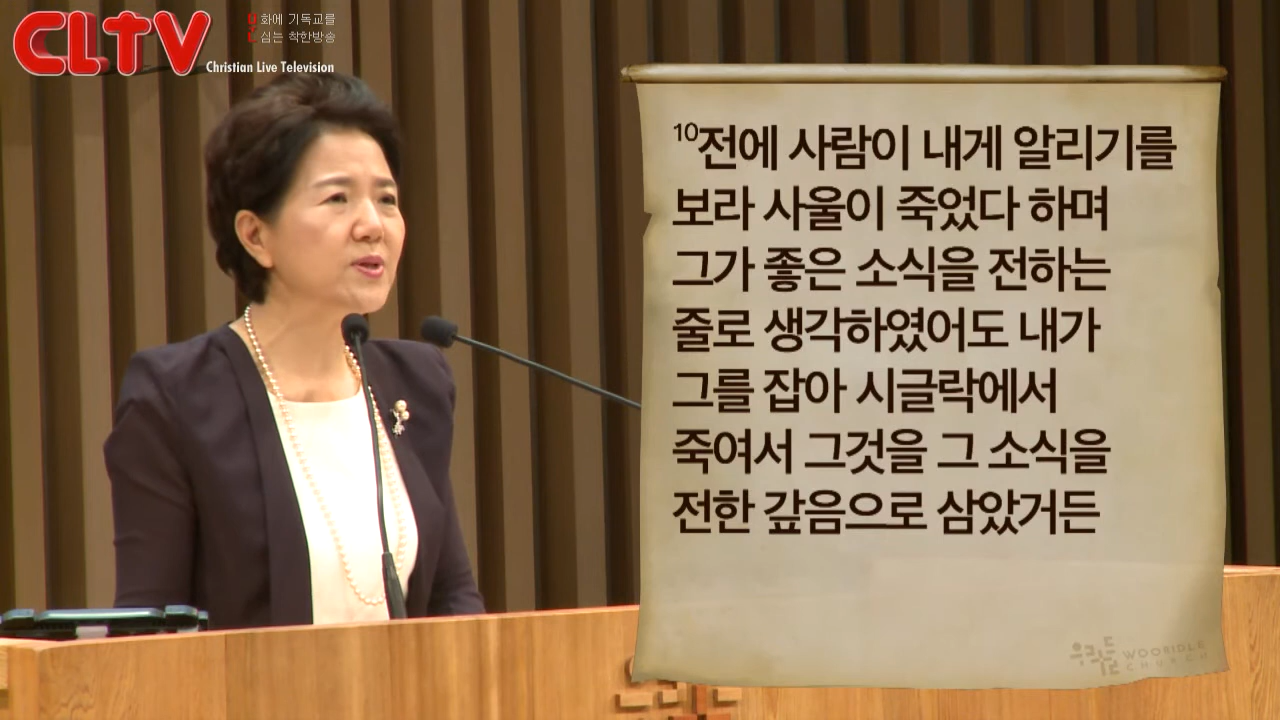 CLTV
문화에 기독교를
심는 착한방송
Christian Live Television
10전에 사람이 내게 알리기를
보라 사울이 죽었다 하며
그가 좋은 소식을 전하는
줄로 생각하였어도 내가
그를 잡아 시글락에서
죽여서 그것을 그 소식을
전한 갚음으로 삼았거든
우리들 WOORIDLE
CHURCH